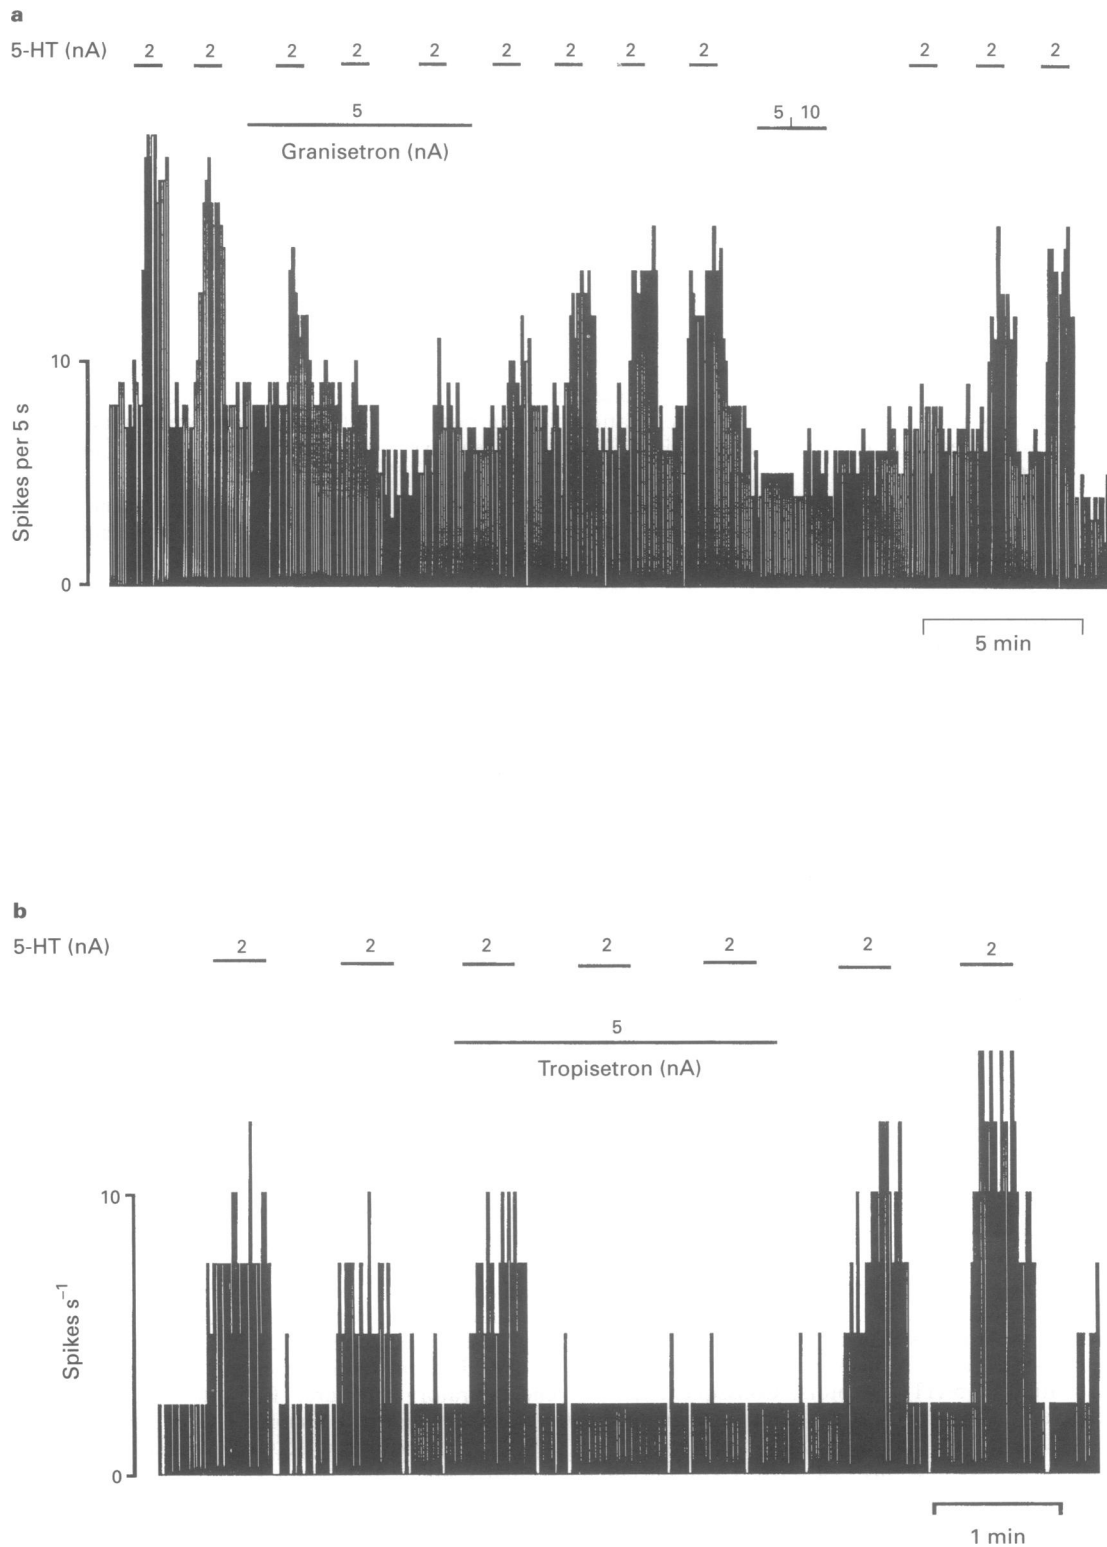 a
5-HT (nA) 2 2 2 2 2 2 2 2 2 2 2 2
5 5 10
Granisetron (nA)
10
Spikes per 5 s
0
5 min
b
5-HT (nA) 2 2 2 2 2 2 2
5
Tropisetron (nA)
10
Spikes s⁻¹
0
1 min